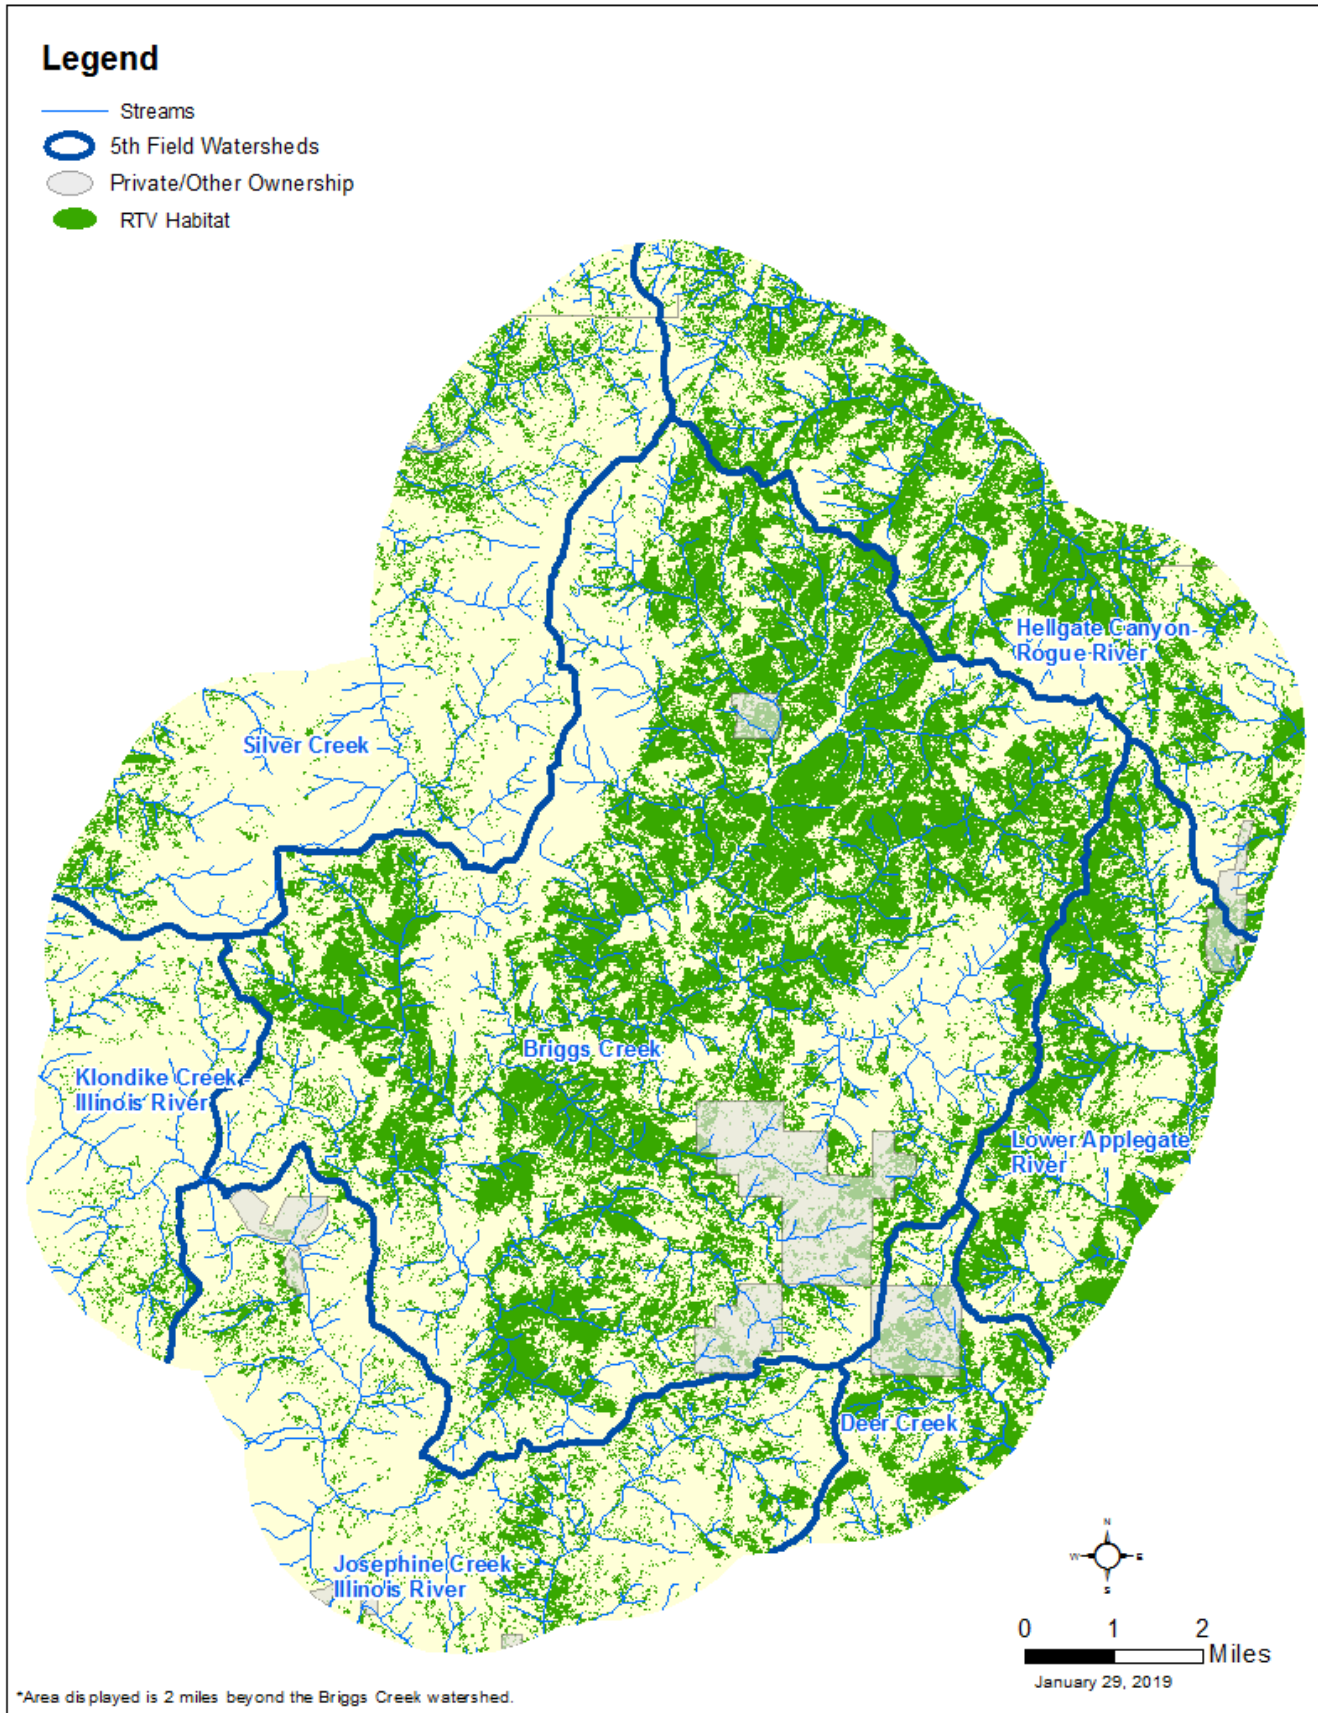 Legend
Streams
5th Field Watersheds
Private/Other Ownership
RTV Habitat
Hellgate Canyon-
Rogue River
Silver Creek
Briggs Creek
Klondike Creek -
Illinois River
Lower Applegate
River
Deer Creek
Josephine Creek -
Illinois River
N
W
E
S
0 1 2
Miles
January 29, 2019
*Area displayed is 2 miles beyond the Briggs Creek watershed.